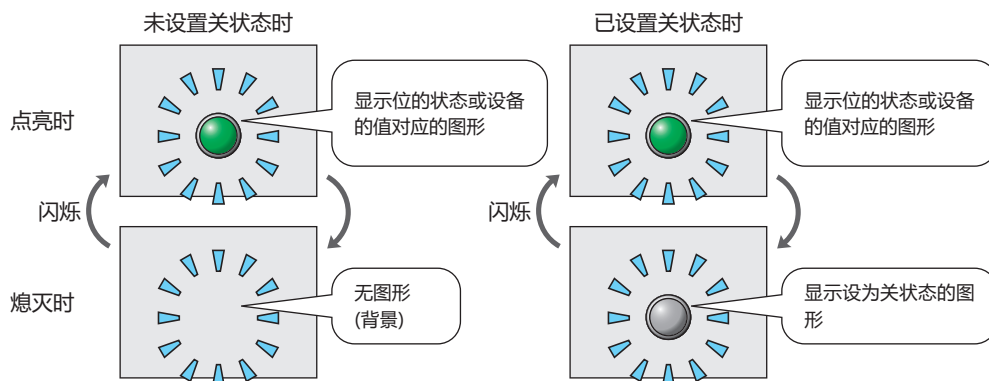 未设置关状态时
已设置关状态时
点亮时
显示位的状态或设备
的值对应的图形
显示位的状态或设备
的值对应的图形
闪烁
闪烁
熄灭时
无图形
(背景)
显示设为关状态的图
形